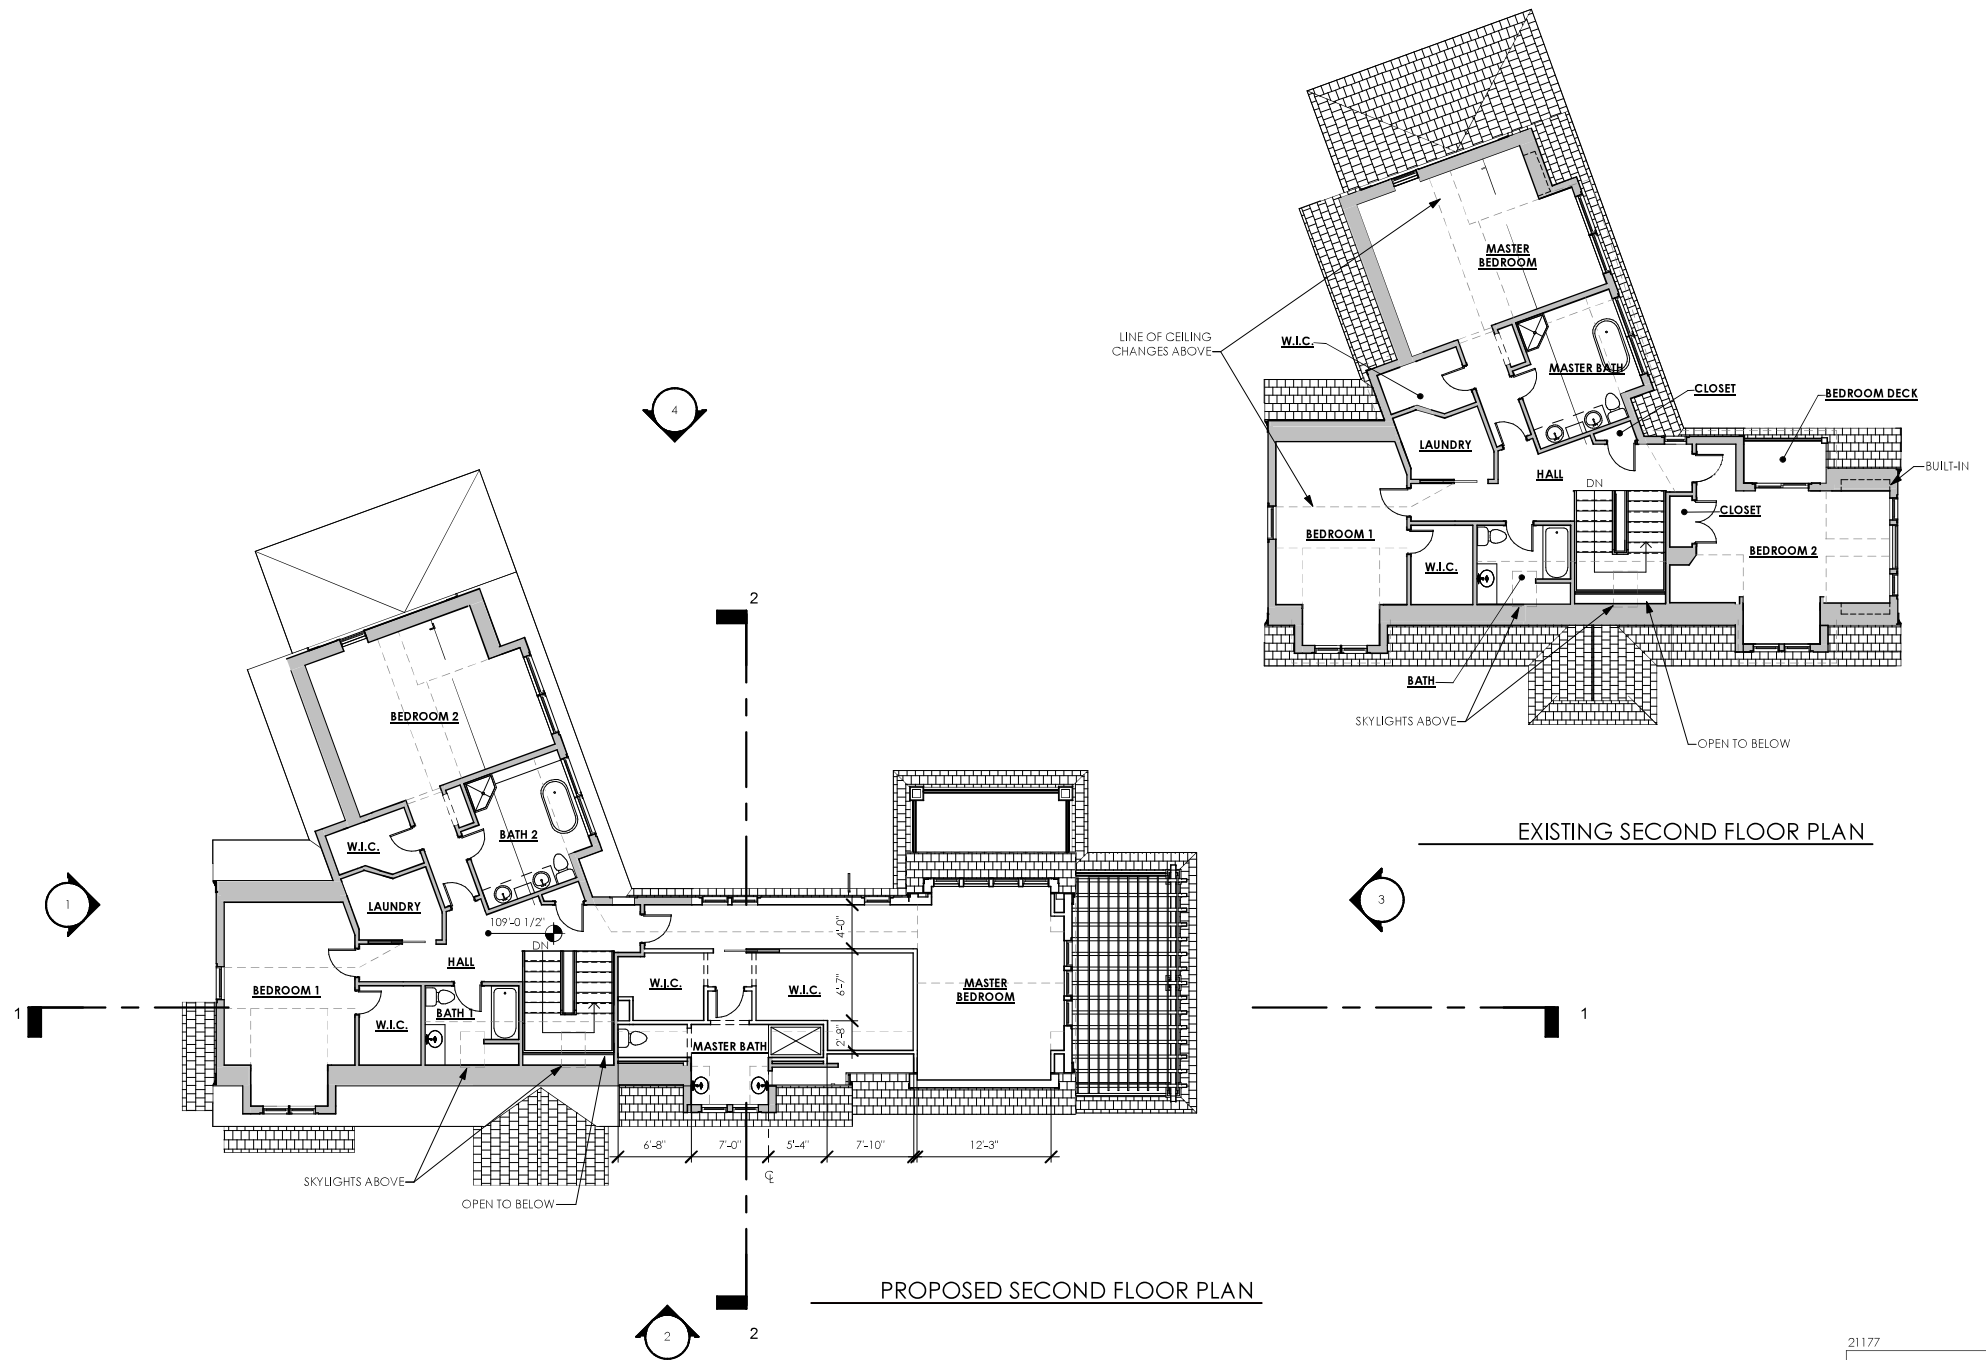 MASTER
BEDROOM
LINE OF CEILING
CHANGES ABOVE
W.I.C.
MASTER BATH
CLOSET
BEDROOM DECK
LAUNDRY
HALL
BUILT-IN
DN
CLOSET
BEDROOM 1
BEDROOM 2
W.I.C.
BATH
SKYLIGHTS ABOVE
OPEN TO BELOW
EXISTING SECOND FLOOR PLAN
4
2
BEDROOM 2
BATH 2
W.I.C.
1
3
LAUNDRY
109'-0 1/2"
4'-0"
DN
HALL
BEDROOM 1
W.I.C.
6'-7"
W.I.C.
MASTER
BEDROOM
1
BATH 1
1
W.I.C.
2'-8"
MASTER BATH
6'-8"
7'-0"
5'-4"
7'-10"
12'-3"
℄
SKYLIGHTS ABOVE
OPEN TO BELOW
PROPOSED SECOND FLOOR PLAN
2
2
21177